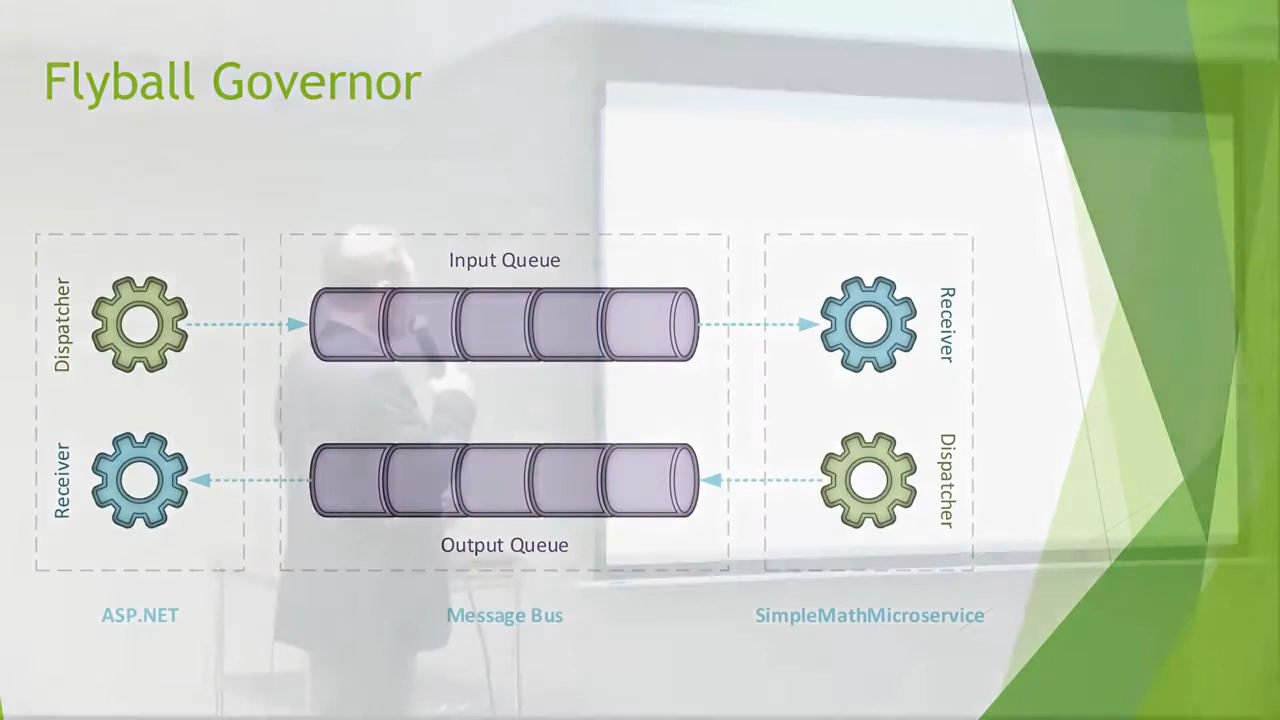 Flyball Governor
Input Queue
Dispatcher
Receiver
Receiver
Dispatcher
Output Queue
ASP.NET
Message Bus
SimpleMathMicroservice